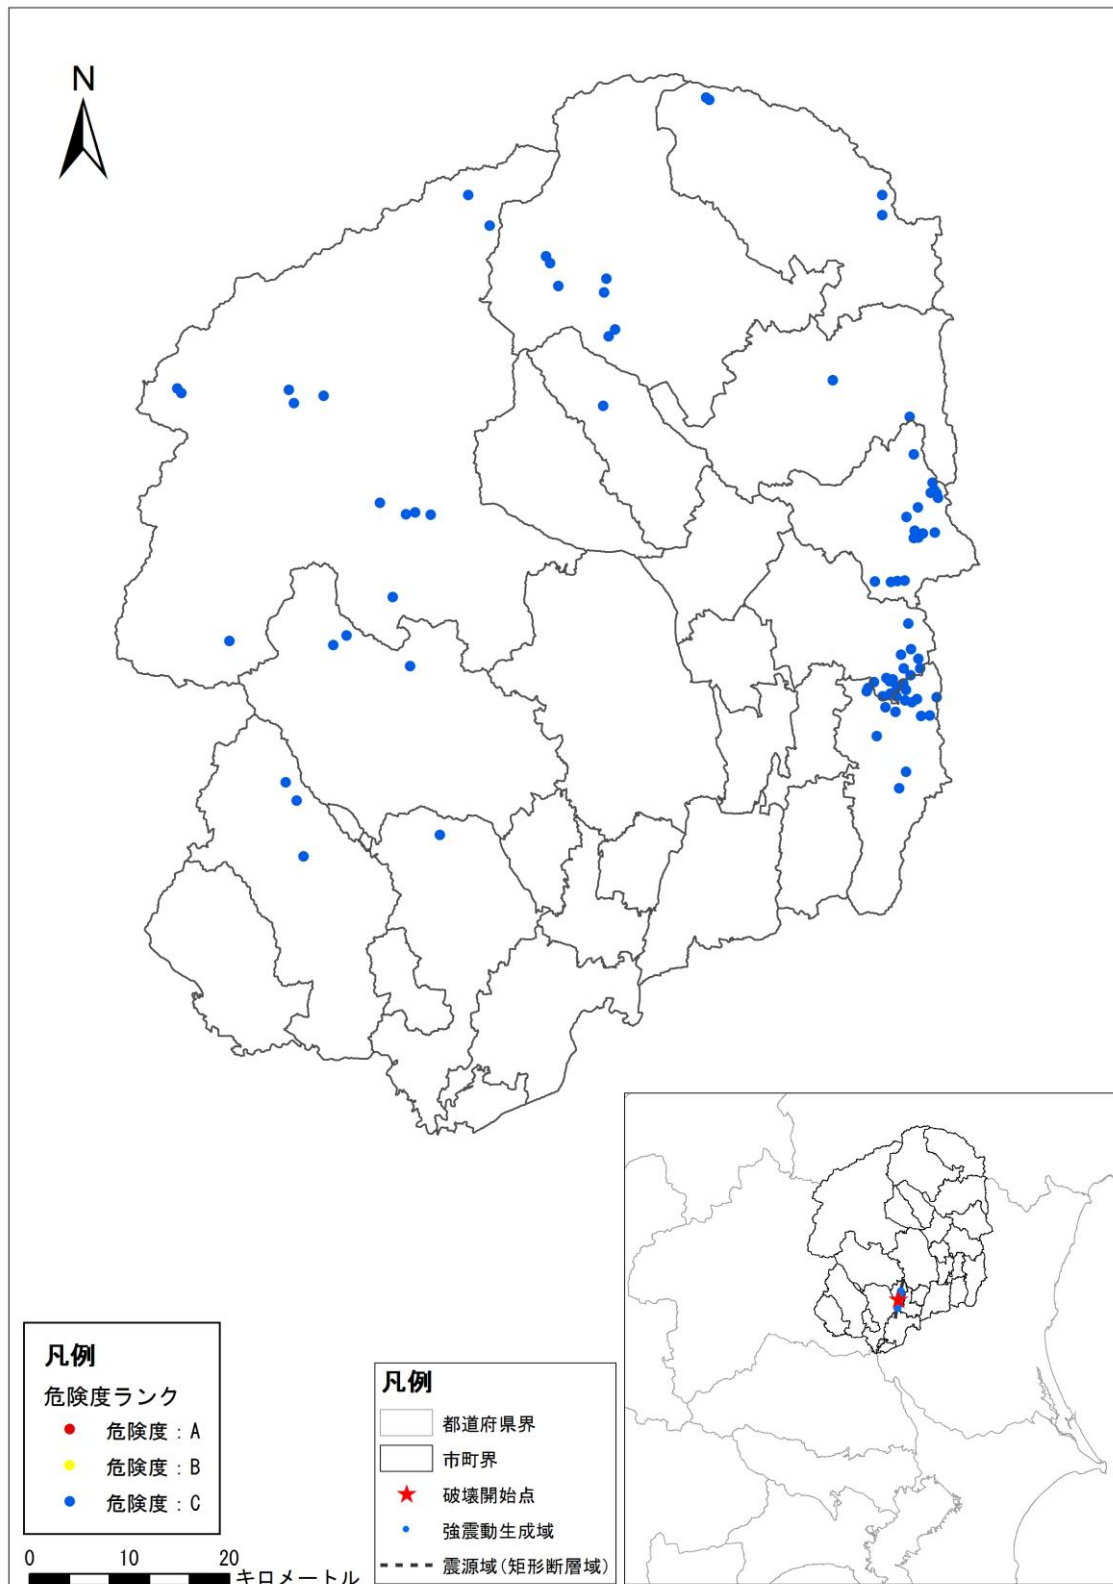 N
凡例
危険度ランク
危険度：A
危険度：B
危険度：C
0 10 20
キロメートル
凡例
都道府県界
市町界
破壊開始点
強震動生成域
震源域(矩形断層域)